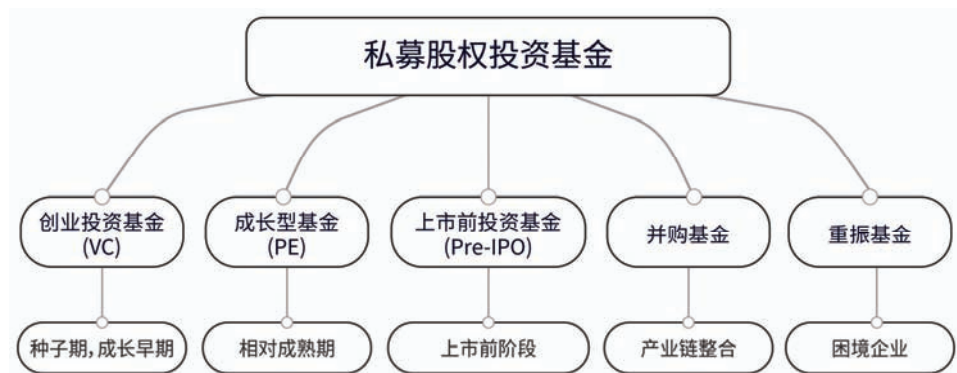 私募股权投资基金
创业投资基金
(VC)
成长型基金
(PE)
上市前投资基金
(Pre-IPO)
并购基金
重振基金
种子期,成长早期
相对成熟期
上市前阶段
产业链整合
困境企业